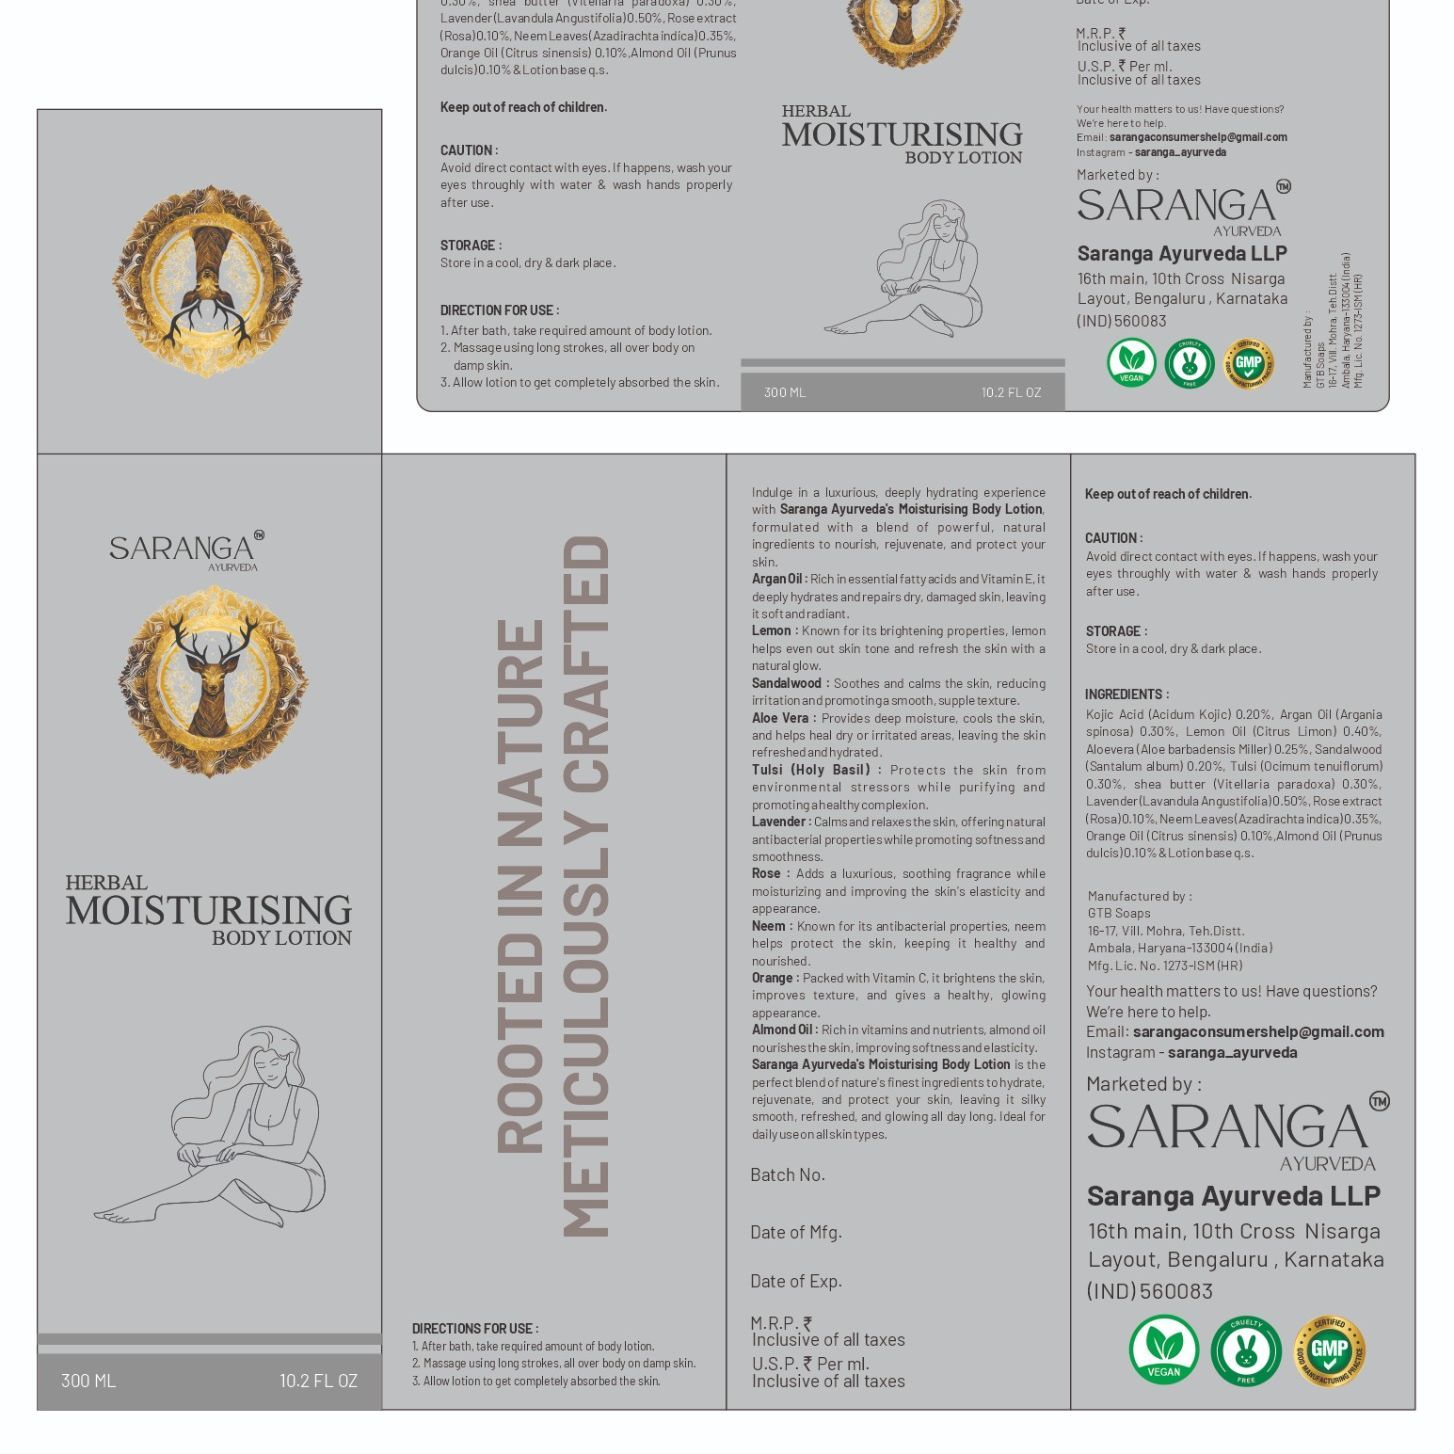 0.30%, shea butter (Vitellaria paradoxa) 0.30%,
Lavender (Lavandula Angustifolia) 0.50%, Rose extract
(Rosa) 0.10%, Neem Leaves (Azadirachta indica) 0.35%,
Orange Oil (Citrus sinensis) 0.10%,Almond Oil (Prunus
dulcis) 0.10% & Lotion base q.s.
Keep out of reach of children.
CAUTION :
Avoid direct contact with eyes. If happens, wash your
eyes throughly with water & wash hands properly
after use.
STORAGE :
Store in a cool, dry & dark place.
DIRECTION FOR USE :
1. After bath, take required amount of body lotion.
2. Massage using long strokes, all over body on
damp skin.
3. Allow lotion to get completely absorbed the skin.
HERBAL
MOISTURISING
BODY LOTION
300 ML
10.2 FL OZ
Date of Exp.
M.R.P. ₹
Inclusive of all taxes
U.S.P. ₹ Per ml.
Inclusive of all taxes
Your health matters to us! Have questions?
We're here to help.
Email: sarangaconsumershelp@gmail.com
Instagram - saranga_ayurveda
Marketed by :
SARANGA™
AYURVEDA
Saranga Ayurveda LLP
16th main, 10th Cross Nisarga
Layout, Bengaluru , Karnataka
(IND) 560083
VEGAN
CRUELTY
FREE
CERTIFIED
GMP
GOOD MANUFACTURING PRACTICE
Manufactured by :
GTB Soaps
16-17, Vill. Mohra, Teh.Distt.
Ambala, Haryana-133004 (India)
Mfg. Lic. No. 1273-ISM (HR)
SARANGA™
AYURVEDA
HERBAL
MOISTURISING
BODY LOTION
300 ML
10.2 FL OZ
ROOTED IN NATURE
METICULOUSLY CRAFTED
DIRECTIONS FOR USE :
1. After bath, take required amount of body lotion.
2. Massage using long strokes, all over body on damp skin.
3. Allow lotion to get completely absorbed the skin.
Indulge in a luxurious, deeply hydrating experience
with Saranga Ayurveda's Moisturising Body Lotion,
formulated with a blend of powerful, natural
ingredients to nourish, rejuvenate, and protect your
skin.
Argan Oil : Rich in essential fatty acids and Vitamin E, it
deeply hydrates and repairs dry, damaged skin, leaving
it soft and radiant.
Lemon : Known for its brightening properties, lemon
helps even out skin tone and refresh the skin with a
natural glow.
Sandalwood : Soothes and calms the skin, reducing
irritation and promoting a smooth, supple texture.
Aloe Vera : Provides deep moisture, cools the skin,
and helps heal dry or irritated areas, leaving the skin
refreshed and hydrated.
Tulsi (Holy Basil) : Protects the skin from
environmental stressors while purifying and
promoting a healthy complexion.
Lavender : Calms and relaxes the skin, offering natural
antibacterial properties while promoting softness and
smoothness.
Rose : Adds a luxurious, soothing fragrance while
moisturizing and improving the skin's elasticity and
appearance.
Neem : Known for its antibacterial properties, neem
helps protect the skin, keeping it healthy and
nourished.
Orange : Packed with Vitamin C, it brightens the skin,
improves texture, and gives a healthy, glowing
appearance.
Almond Oil : Rich in vitamins and nutrients, almond oil
nourishes the skin, improving softness and elasticity.
Saranga Ayurveda's Moisturising Body Lotion is the
perfect blend of nature's finest ingredients to hydrate,
rejuvenate, and protect your skin, leaving it silky
smooth, refreshed, and glowing all day long. Ideal for
daily use on all skin types.
Batch No.
Date of Mfg.
Date of Exp.
M.R.P. ₹
Inclusive of all taxes
U.S.P. ₹ Per ml.
Inclusive of all taxes
Keep out of reach of children.
CAUTION :
Avoid direct contact with eyes. If happens, wash your
eyes throughly with water & wash hands properly
after use.
STORAGE :
Store in a cool, dry & dark place.
INGREDIENTS :
Kojic Acid (Acidum Kojic) 0.20%, Argan Oil (Argania
spinosa) 0.30%, Lemon Oil (Citrus Limon) 0.40%,
Aloevera (Aloe barbadensis Miller) 0.25%, Sandalwood
(Santalum album) 0.20%, Tulsi (Ocimum tenuiflorum)
0.30%, shea butter (Vitellaria paradoxa) 0.30%,
Lavender (Lavandula Angustifolia) 0.50%, Rose extract
(Rosa) 0.10%, Neem Leaves (Azadirachta indica) 0.35%,
Orange Oil (Citrus sinensis) 0.10%,Almond Oil (Prunus
dulcis) 0.10% & Lotion base q.s.
Manufactured by :
GTB Soaps
16-17, Vill. Mohra, Teh.Distt.
Ambala, Haryana-133004 (India)
Mfg. Lic. No. 1273-ISM (HR)
Your health matters to us! Have questions?
We're here to help.
Email: sarangaconsumershelp@gmail.com
Instagram - saranga_ayurveda
Marketed by :
SARANGA™
AYURVEDA
Saranga Ayurveda LLP
16th main, 10th Cross Nisarga
Layout, Bengaluru , Karnataka
(IND) 560083
VEGAN
CRUELTY
FREE
CERTIFIED
GMP
GOOD MANUFACTURING PRACTICE